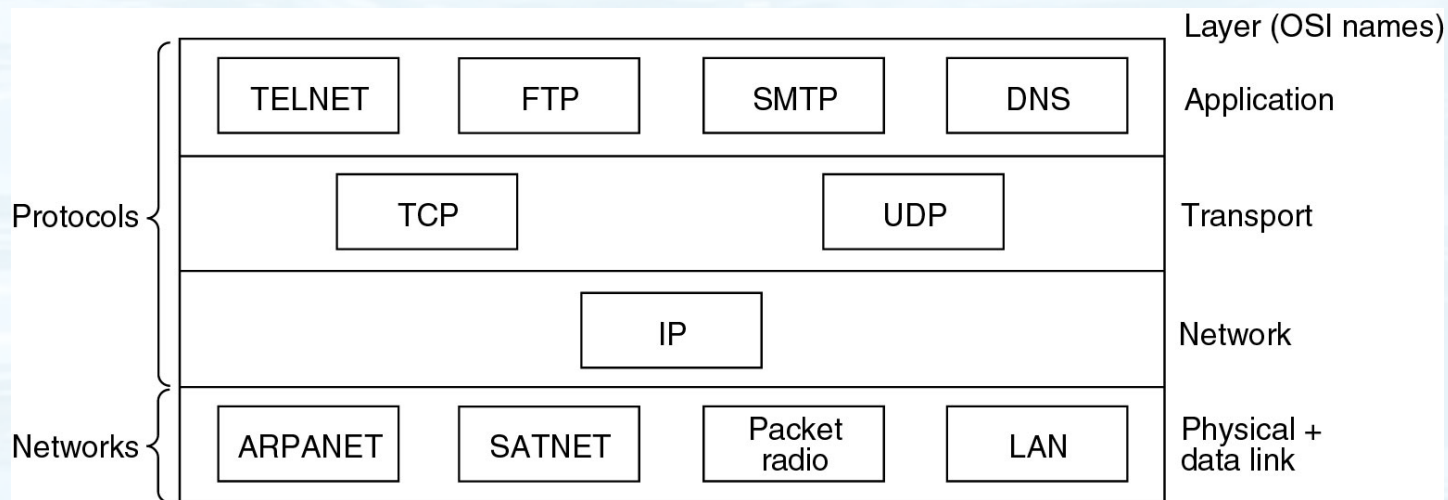 Layer (OSI names)
TELNET FTP SMTP DNS Application
Protocols TCP UDP Transport
IP Network
Networks ARPANET SATNET Packet radio LAN Physical +
data link